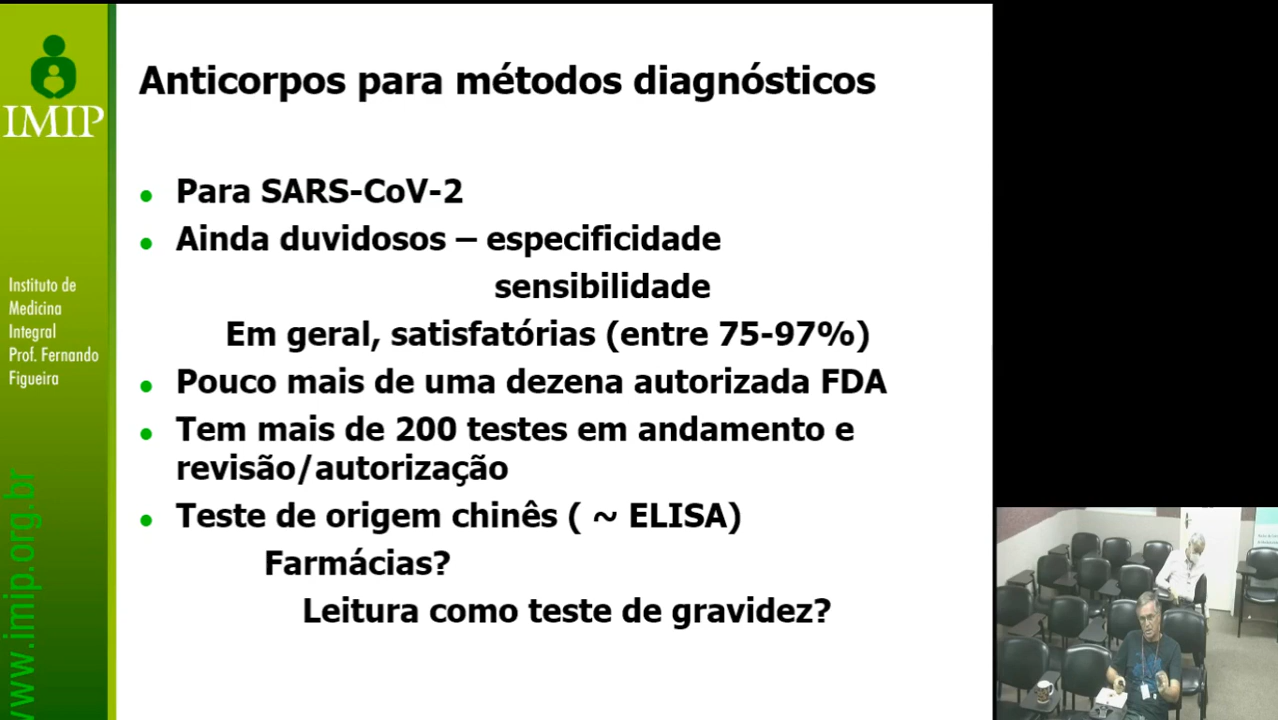 IMIP
Instituto de
Medicina
Integral
Prof. Fernando
Figueira
www.imip.org.br
Anticorpos para métodos diagnósticos
• Para SARS-CoV-2
• Ainda duvidosos – especificidade
sensibilidade
Em geral, satisfatórias (entre 75-97%)
• Pouco mais de uma dezena autorizada FDA
• Tem mais de 200 testes em andamento e
revisão/autorização
• Teste de origem chinês ( ~ ELISA)
Farmácias?
Leitura como teste de gravidez?